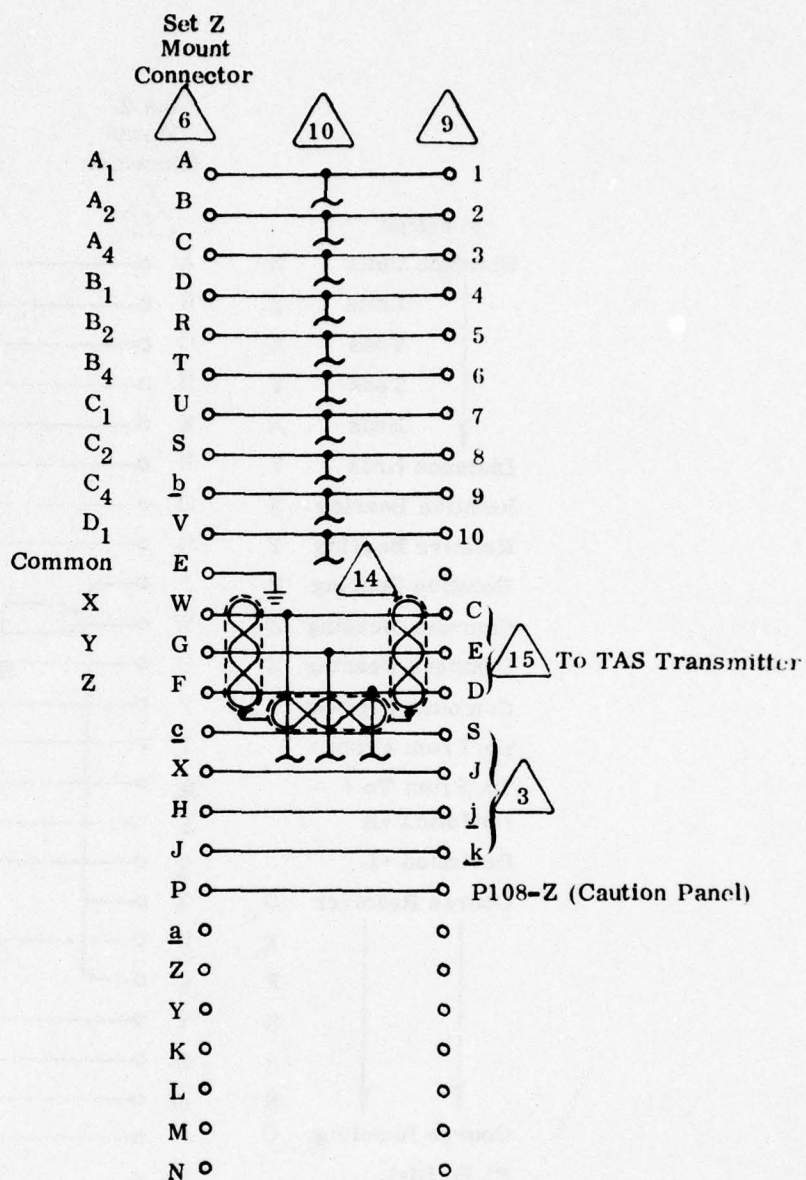 Set Z
Mount
Connector
6 10 9
A₁ A 1
A₂ B 2
A₄ C 3
B₁ D 4
B₂ R 5
B₄ T 6
C₁ U 7
C₂ S 8
C₄ b 9
D₁ V 10
Common E 14
X W C
Y G E 15 To TAS Transmitter
Z F D
c S
X J
H j 3
J k
P P108-Z (Caution Panel)
a
Z
Y
K
L
M
N